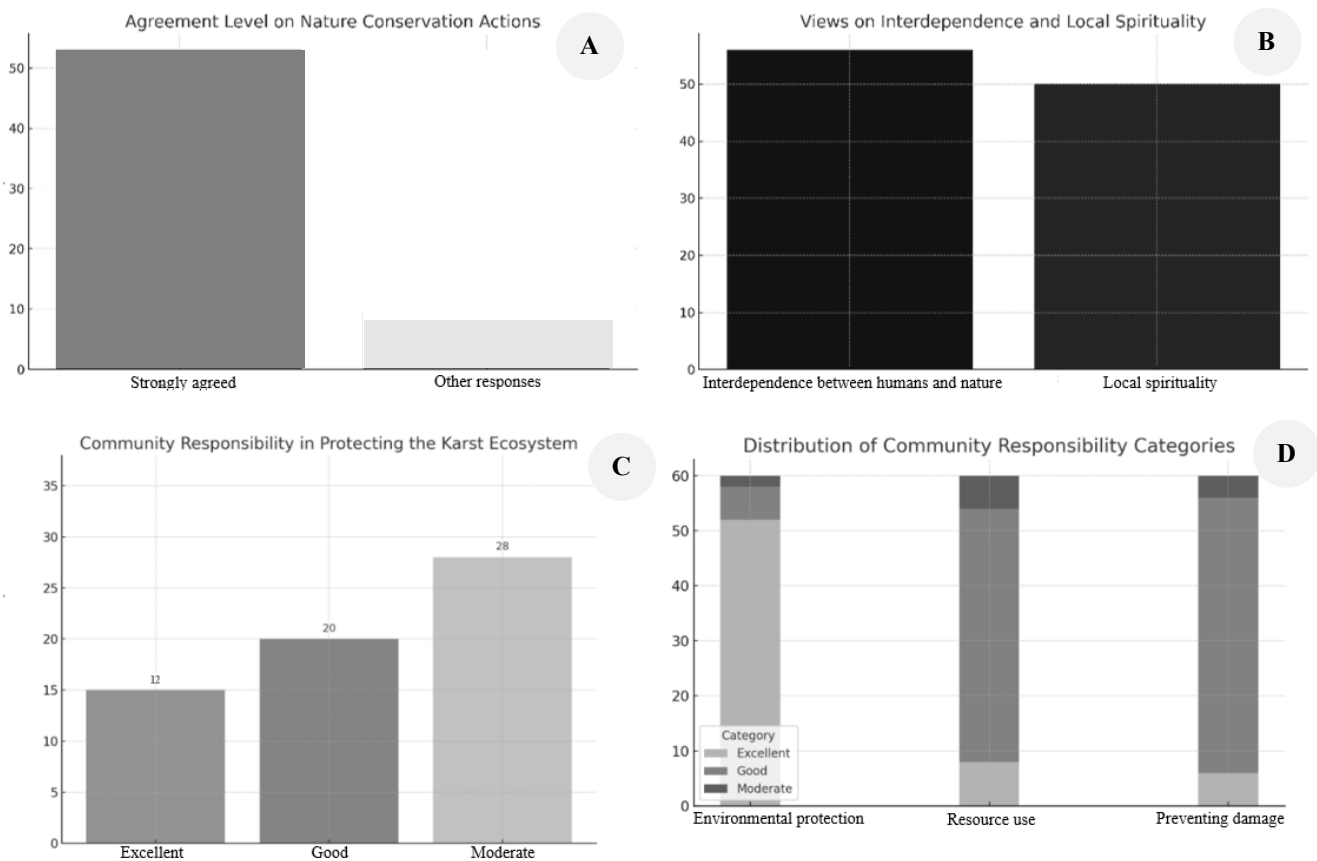 Agreement Level on Nature Conservation Actions
A
50
40
30
20
10
0
Strongly agreed
Other responses
Views on Interdependence and Local Spirituality
B
50
40
30
20
10
0
Interdependence between humans and nature
Local spirituality
Community Responsibility in Protecting the Karst Ecosystem
C
35
30
25
20
15
10
5
0
12
20
28
Excellent
Good
Moderate
Distribution of Community Responsibility Categories
D
60
50
40
30
20
10
0
Category
Excellent
Good
Moderate
Environmental protection
Resource use
Preventing damage